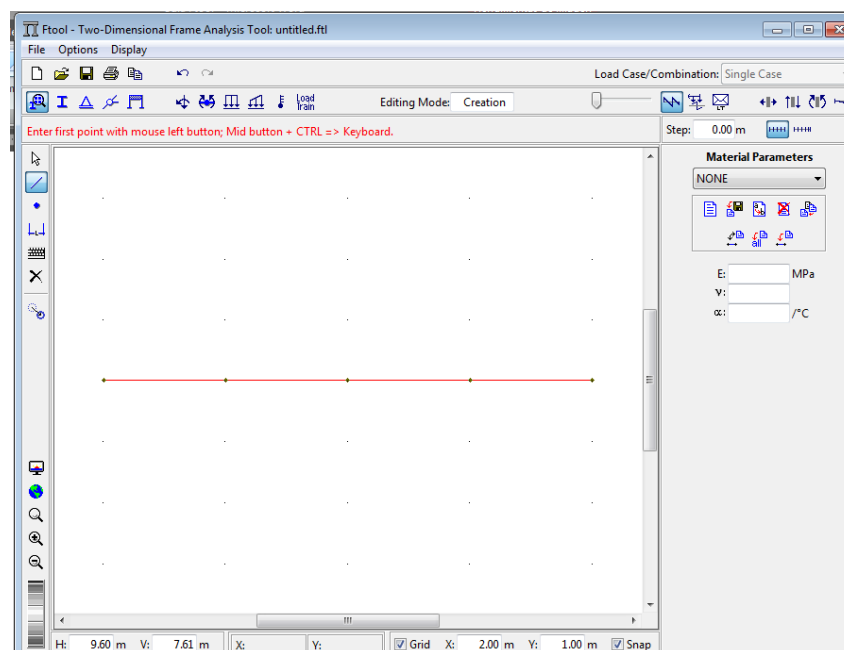 Ftool - Two-Dimensional Frame Analysis Tool: untitled.ftl
File Options Display
Load Case/Combination: Single Case
Load Train
Editing Mode: Creation
LT
Enter first point with mouse left button; Mid button + CTRL => Keyboard.
Step: 0.00 m
Material Parameters
NONE
all
E: MPa
ν:
α: /°C
H: 9.60 m V: 7.61 m X: Y: Grid X: 2.00 m Y: 1.00 m Snap